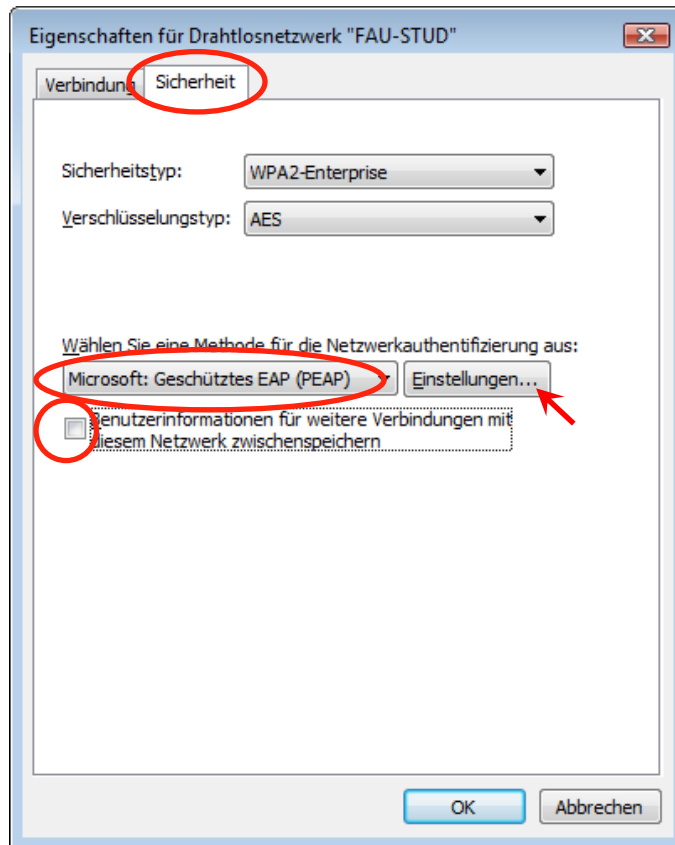 Eigenschaften für Drahtlosnetzwerk "FAU-STUD"
Verbindung Sicherheit
Sicherheitstyp: WPA2-Enterprise
Verschlüsselungstyp: AES
Wählen Sie eine Methode für die Netzwerkauthentifizierung aus:
Microsoft: Geschütztes EAP (PEAP) Einstellungen...
Benutzerinformationen für weitere Verbindungen mit
diesem Netzwerk zwischenspeichern
OK Abbrechen